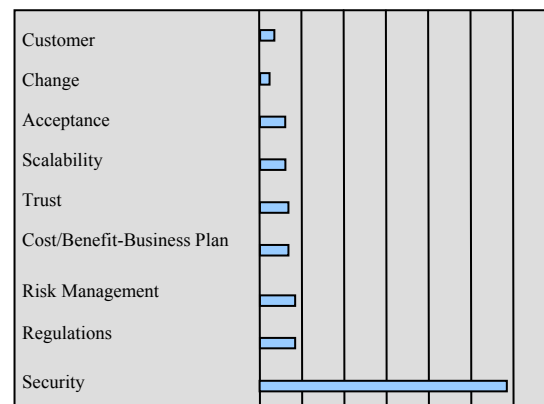 Customer
Change
Acceptance
Scalability
Trust
Cost/Benefit-Business Plan
Risk Management
Regulations
Security